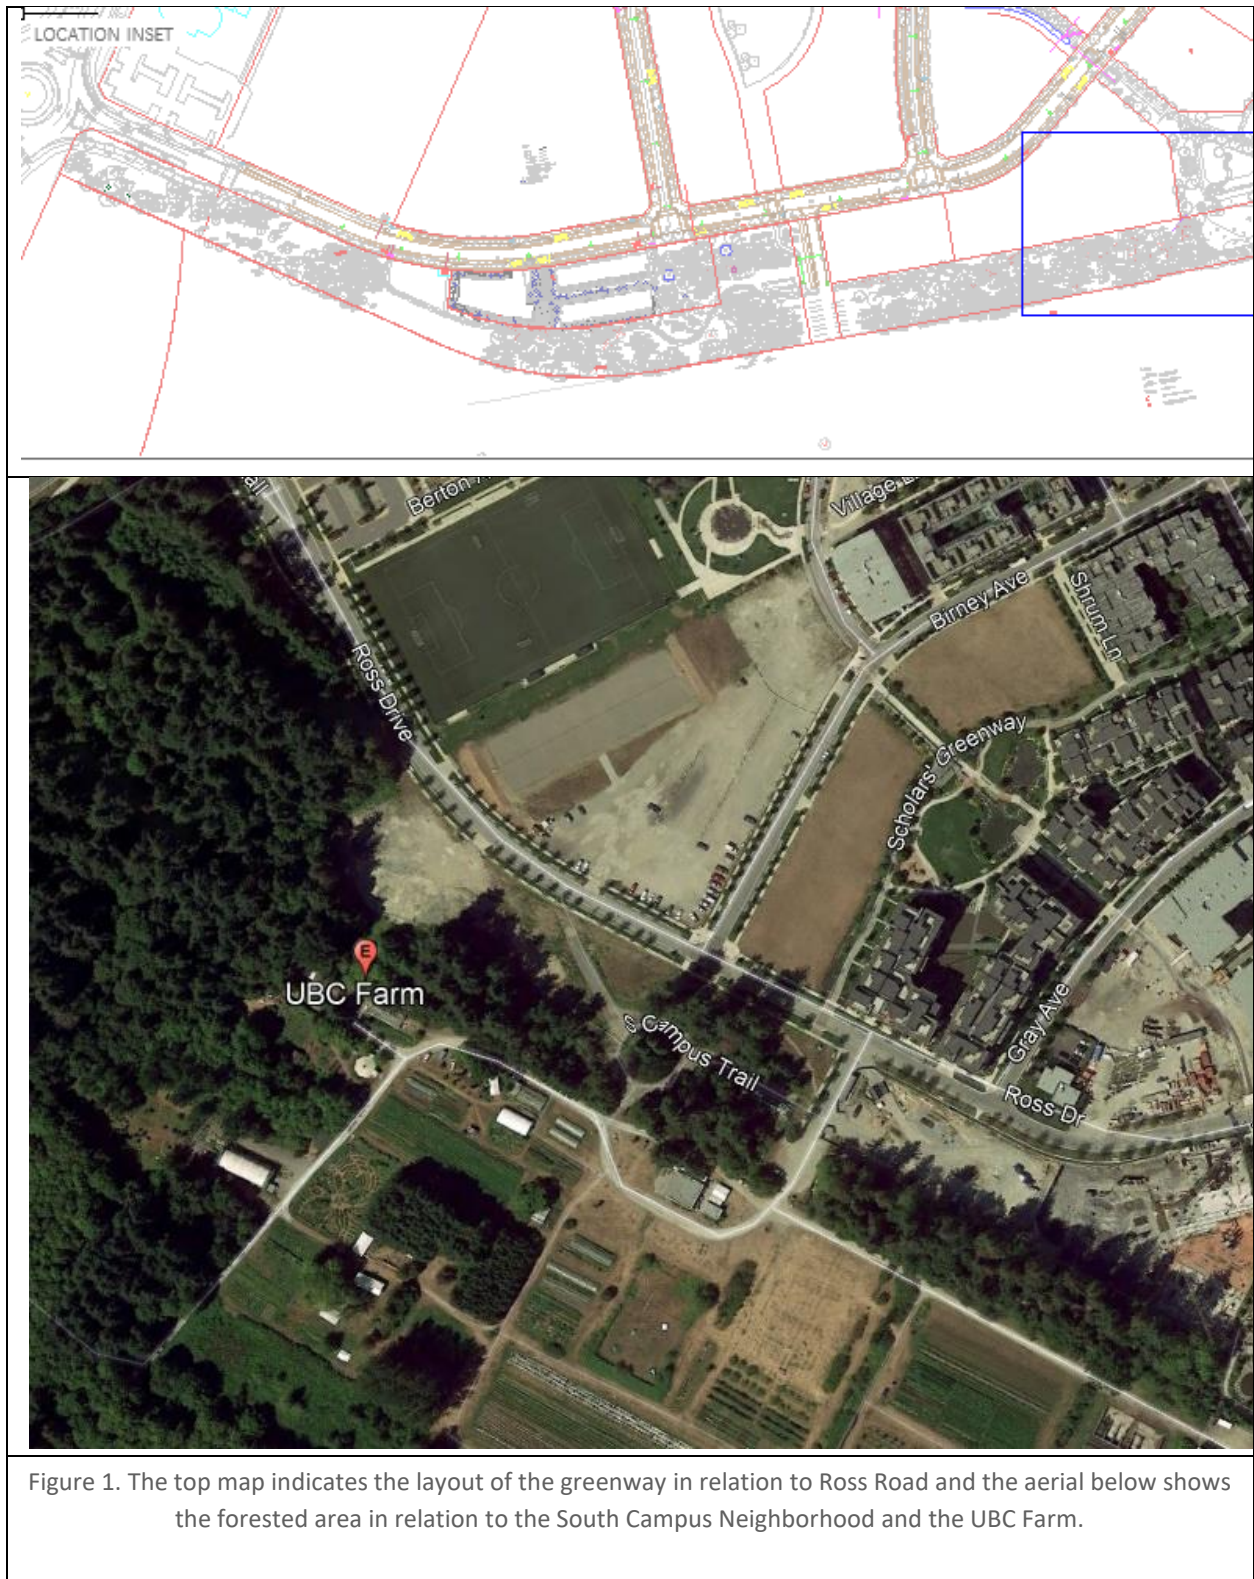 LOCATION INSET
all
Berton
Village
Birney Ave
Shrum Ln
Ross Drive
Scholars' Greenway
E
UBC Farm
S Campus Trail
Gray Ave
Ross Dr
Figure 1. The top map indicates the layout of the greenway in relation to Ross Road and the aerial below shows
the forested area in relation to the South Campus Neighborhood and the UBC Farm.